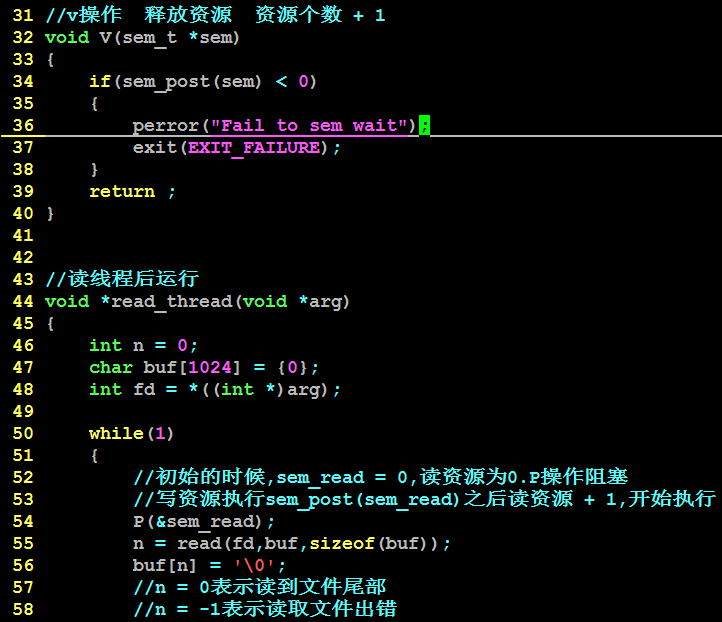 31 //v操作  释放资源  资源个数 + 1
32 void V(sem_t *sem)
33 {
34     if(sem_post(sem) < 0)
35     {
36         perror("Fail to sem wait");
37         exit(EXIT_FAILURE);
38     }
39     return ;
40 }
41
42
43 //读线程后运行
44 void *read_thread(void *arg)
45 {
46     int n = 0;
47     char buf[1024] = {0};
48     int fd = *((int *)arg);
49
50     while(1)
51     {
52         //初始的时候,sem_read = 0,读资源为0.P操作阻塞
53         //写资源执行sem_post(sem_read)之后读资源 + 1,开始执行
54         P(&sem_read);
55         n = read(fd,buf,sizeof(buf));
56         buf[n] = '\0';
57         //n = 0表示读到文件尾部
58         //n = -1表示读取文件出错